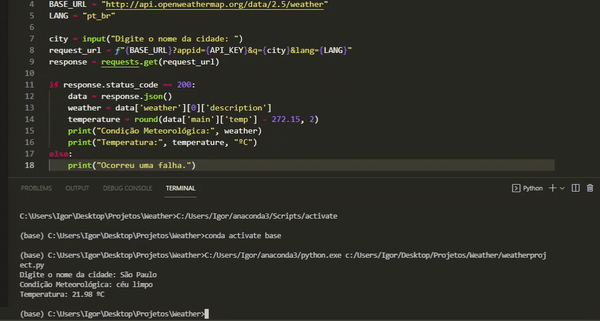 4 BASE_URL = "http://api.openweathermap.org/data/2.5/weather"
5 LANG = "pt_br"
6
7 city = input("Digite o nome da cidade: ")
8 request_url = f"{BASE_URL}?appid={API_KEY}&q={city}&lang={LANG}"
9 response = requests.get(request_url)
10
11 if response.status_code == 200:
12 data = response.json()
13 weather = data['weather'][0]['description']
14 temperature = round(data['main']['temp'] - 272.15, 2)
15 print("Condição Meteorológica:", weather)
16 print("Temperatura:", temperature, "ºC")
17 else:
18 print("Ocorreu uma falha.")
PROBLEMS OUTPUT DEBUG CONSOLE TERMINAL Python
C:\Users\Igor\Desktop\Projetos\Weather>C:/Users/Igor/anaconda3/Scripts/activate
(base) C:\Users\Igor\Desktop\Projetos\Weather>conda activate base
(base) C:\Users\Igor\Desktop\Projetos\Weather>C:/Users/Igor/anaconda3/python.exe c:/Users/Igor/Desktop/Projetos/Weather/weatherproj
ect.py
Digite o nome da cidade: São Paulo
Condição Meteorológica: céu limpo
Temperatura: 21.98 ºC
(base) C:\Users\Igor\Desktop\Projetos\Weather>